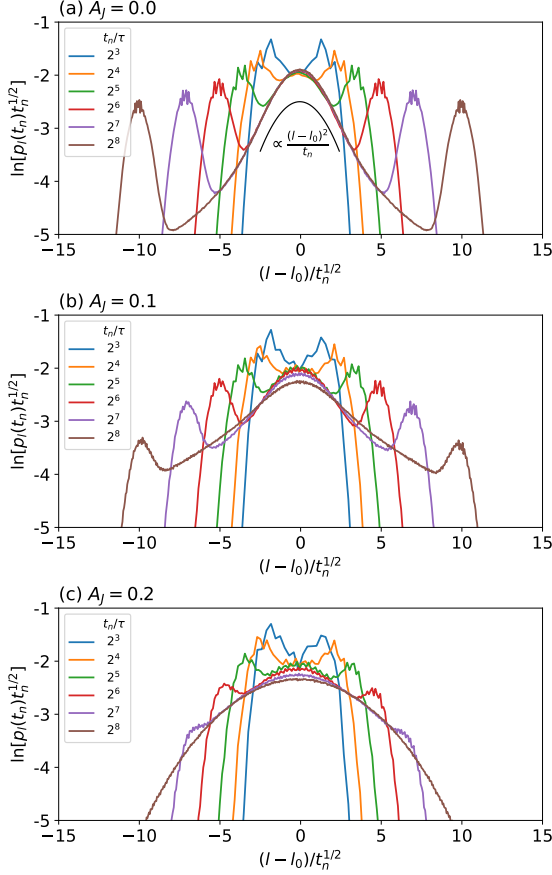 (a) A_J = 0.0
ln[p_l(t_n)t_n^{1/2}]
-1
-2
-3
-4
-5
t_n/τ
2^3
2^4
2^5
2^6
2^7
2^8
∝ (l − l_0)^2 / t_n
−15 −10 −5 0 5 10 15
(l − l_0)/t_n^{1/2}
(b) A_J = 0.1
ln[p_l(t_n)t_n^{1/2}]
-1
-2
-3
-4
-5
t_n/τ
2^3
2^4
2^5
2^6
2^7
2^8
−15 −10 −5 0 5 10 15
(l − l_0)/t_n^{1/2}
(c) A_J = 0.2
ln[p_l(t_n)t_n^{1/2}]
-1
-2
-3
-4
-5
t_n/τ
2^3
2^4
2^5
2^6
2^7
2^8
−15 −10 −5 0 5 10 15
(l − l_0)/t_n^{1/2}